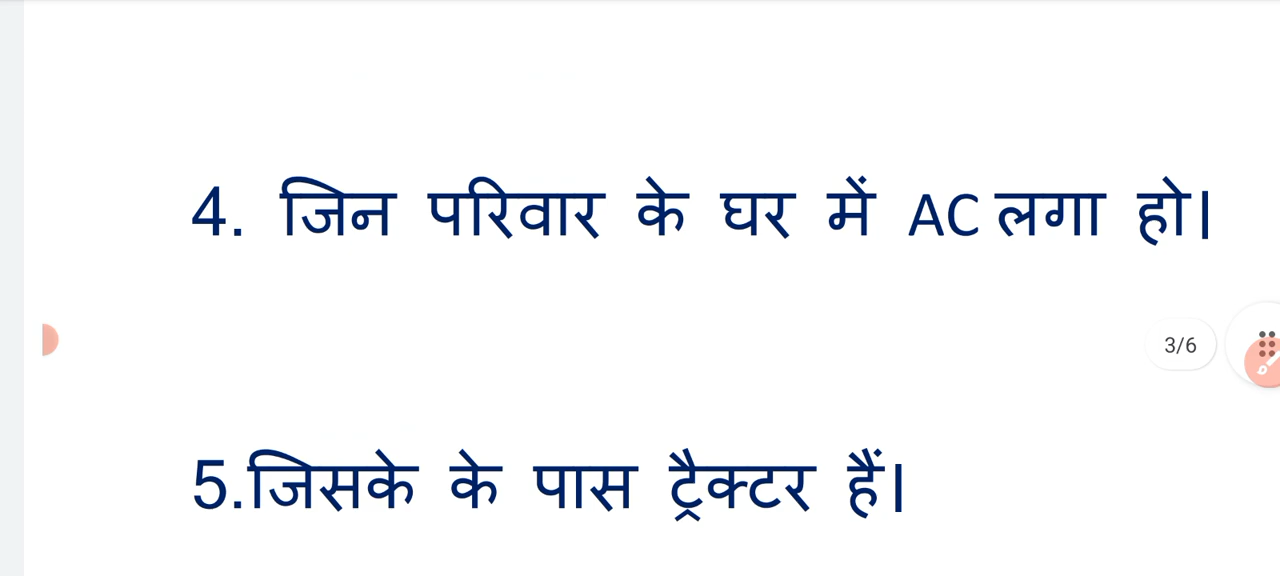 4. जिन परिवार के घर में AC लगा हो।
3/6
5.जिसके के पास ट्रैक्टर हैं।